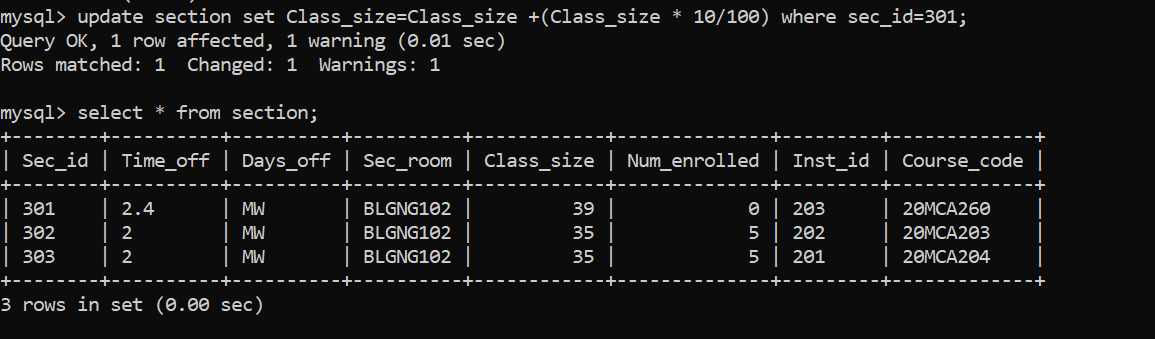 mysql> update section set Class_size=Class_size +(Class_size * 10/100) where sec_id=301;
Query OK, 1 row affected, 1 warning (0.01 sec)
Rows matched: 1  Changed: 1  Warnings: 1

mysql> select * from section;
+--------+----------+----------+----------+------------+--------------+---------+-------------+
| Sec_id | Time_off | Days_off | Sec_room | Class_size | Num_enrolled | Inst_id | Course_code |
+--------+----------+----------+----------+------------+--------------+---------+-------------+
| 301    | 2.4      | MW       | BLGNG102 |         39 |            0 | 203     | 20MCA260    |
| 302    | 2        | MW       | BLGNG102 |         35 |            5 | 202     | 20MCA203    |
| 303    | 2        | MW       | BLGNG102 |         35 |            5 | 201     | 20MCA204    |
+--------+----------+----------+----------+------------+--------------+---------+-------------+
3 rows in set (0.00 sec)